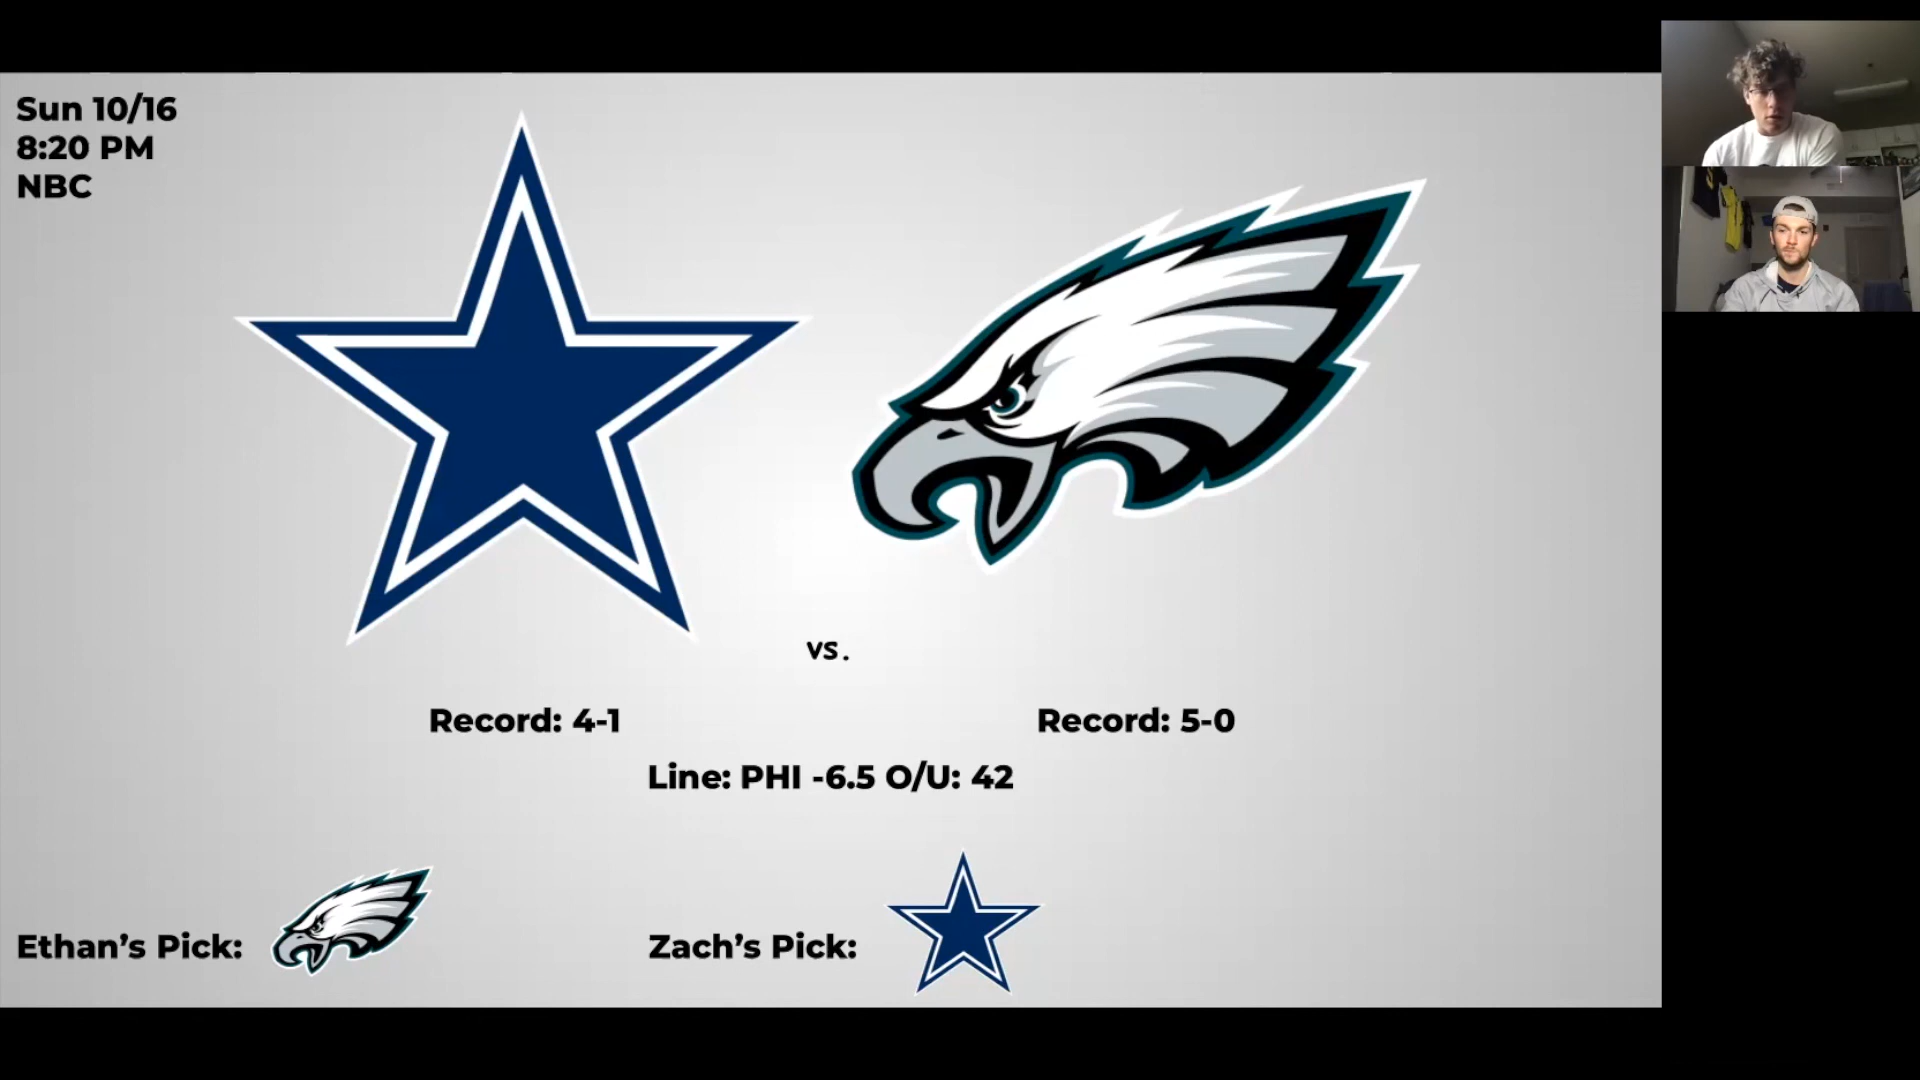 Sun 10/16
8:20 PM
NBC
vs.
Record: 4-1
Record: 5-0
Line: PHI -6.5 O/U: 42
Ethan’s Pick:
Zach’s Pick: